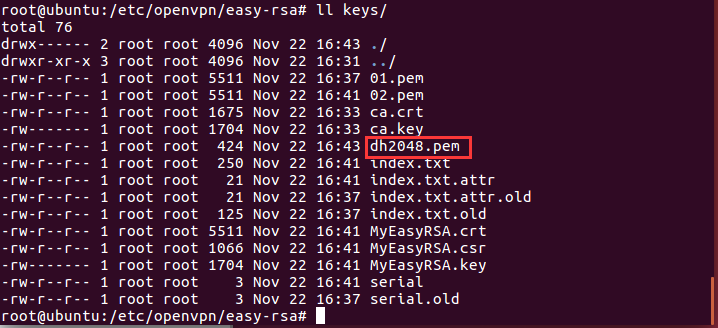 root@ubuntu:/etc/openvpn/easy-rsa# ll keys/
total 76
drwx------ 2 root root 4096 Nov 22 16:43 ./
drwxr-xr-x 3 root root 4096 Nov 22 16:31 ../
-rw-r--r-- 1 root root 5511 Nov 22 16:37 01.pem
-rw-r--r-- 1 root root 5511 Nov 22 16:41 02.pem
-rw-r--r-- 1 root root 1675 Nov 22 16:33 ca.crt
-rw------- 1 root root 1704 Nov 22 16:33 ca.key
-rw-r--r-- 1 root root  424 Nov 22 16:43 dh2048.pem
-rw-r--r-- 1 root root  250 Nov 22 16:41 index.txt
-rw-r--r-- 1 root root   21 Nov 22 16:41 index.txt.attr
-rw-r--r-- 1 root root   21 Nov 22 16:37 index.txt.attr.old
-rw-r--r-- 1 root root  125 Nov 22 16:37 index.txt.old
-rw-r--r-- 1 root root 5511 Nov 22 16:41 MyEasyRSA.crt
-rw-r--r-- 1 root root 1066 Nov 22 16:41 MyEasyRSA.csr
-rw------- 1 root root 1704 Nov 22 16:41 MyEasyRSA.key
-rw-r--r-- 1 root root    3 Nov 22 16:41 serial
-rw-r--r-- 1 root root    3 Nov 22 16:37 serial.old
root@ubuntu:/etc/openvpn/easy-rsa#